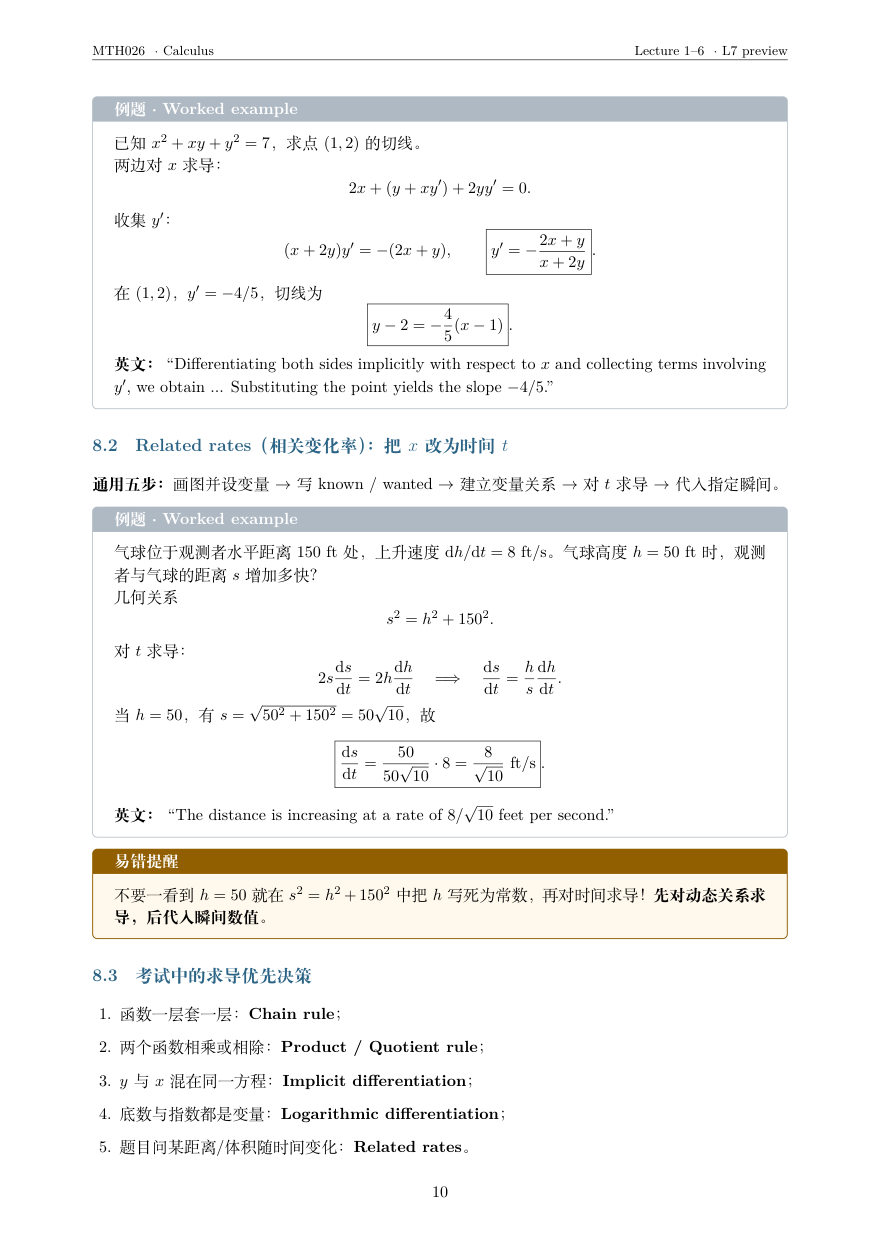 MTH026 · Calculus Lecture 1–6 · L7 preview
例题 · Worked example
已知 x² + xy + y² = 7，求点 (1, 2) 的切线。
两边对 x 求导：
2x + (y + xy′) + 2yy′ = 0.
收集 y′：
(x + 2y)y′ = −(2x + y), y′ = −(2x + y)/(x + 2y).
在 (1, 2)，y′ = −4/5，切线为
y − 2 = −4/5(x − 1).
英文： “Differentiating both sides implicitly with respect to x and collecting terms involving
y′, we obtain ... Substituting the point yields the slope −4/5.”
8.2 Related rates（相关变化率）：把 x 改为时间 t
通用五步：画图并设变量 → 写 known / wanted → 建立变量关系 → 对 t 求导 → 代入指定瞬间。
例题 · Worked example
气球位于观测者水平距离 150 ft 处，上升速度 dh/dt = 8 ft/s。气球高度 h = 50 ft 时，观测
者与气球的距离 s 增加多快？
几何关系
s² = h² + 150².
对 t 求导：
2s ds/dt = 2h dh/dt ⟹ ds/dt = h/s dh/dt.
当 h = 50，有 s = √(50² + 150²) = 50√10，故
ds/dt = 50/(50√10) · 8 = 8/√10 ft/s.
英文： “The distance is increasing at a rate of 8/√10 feet per second.”
易错提醒
不要一看到 h = 50 就在 s² = h² + 150² 中把 h 写死为常数，再对时间求导！先对动态关系求
导，后代入瞬间数值。
8.3 考试中的求导优先决策
1. 函数一层套一层：Chain rule；
2. 两个函数相乘或相除：Product / Quotient rule；
3. y 与 x 混在同一方程：Implicit differentiation；
4. 底数与指数都是变量：Logarithmic differentiation；
5. 题目问某距离/体积随时间变化：Related rates。
10